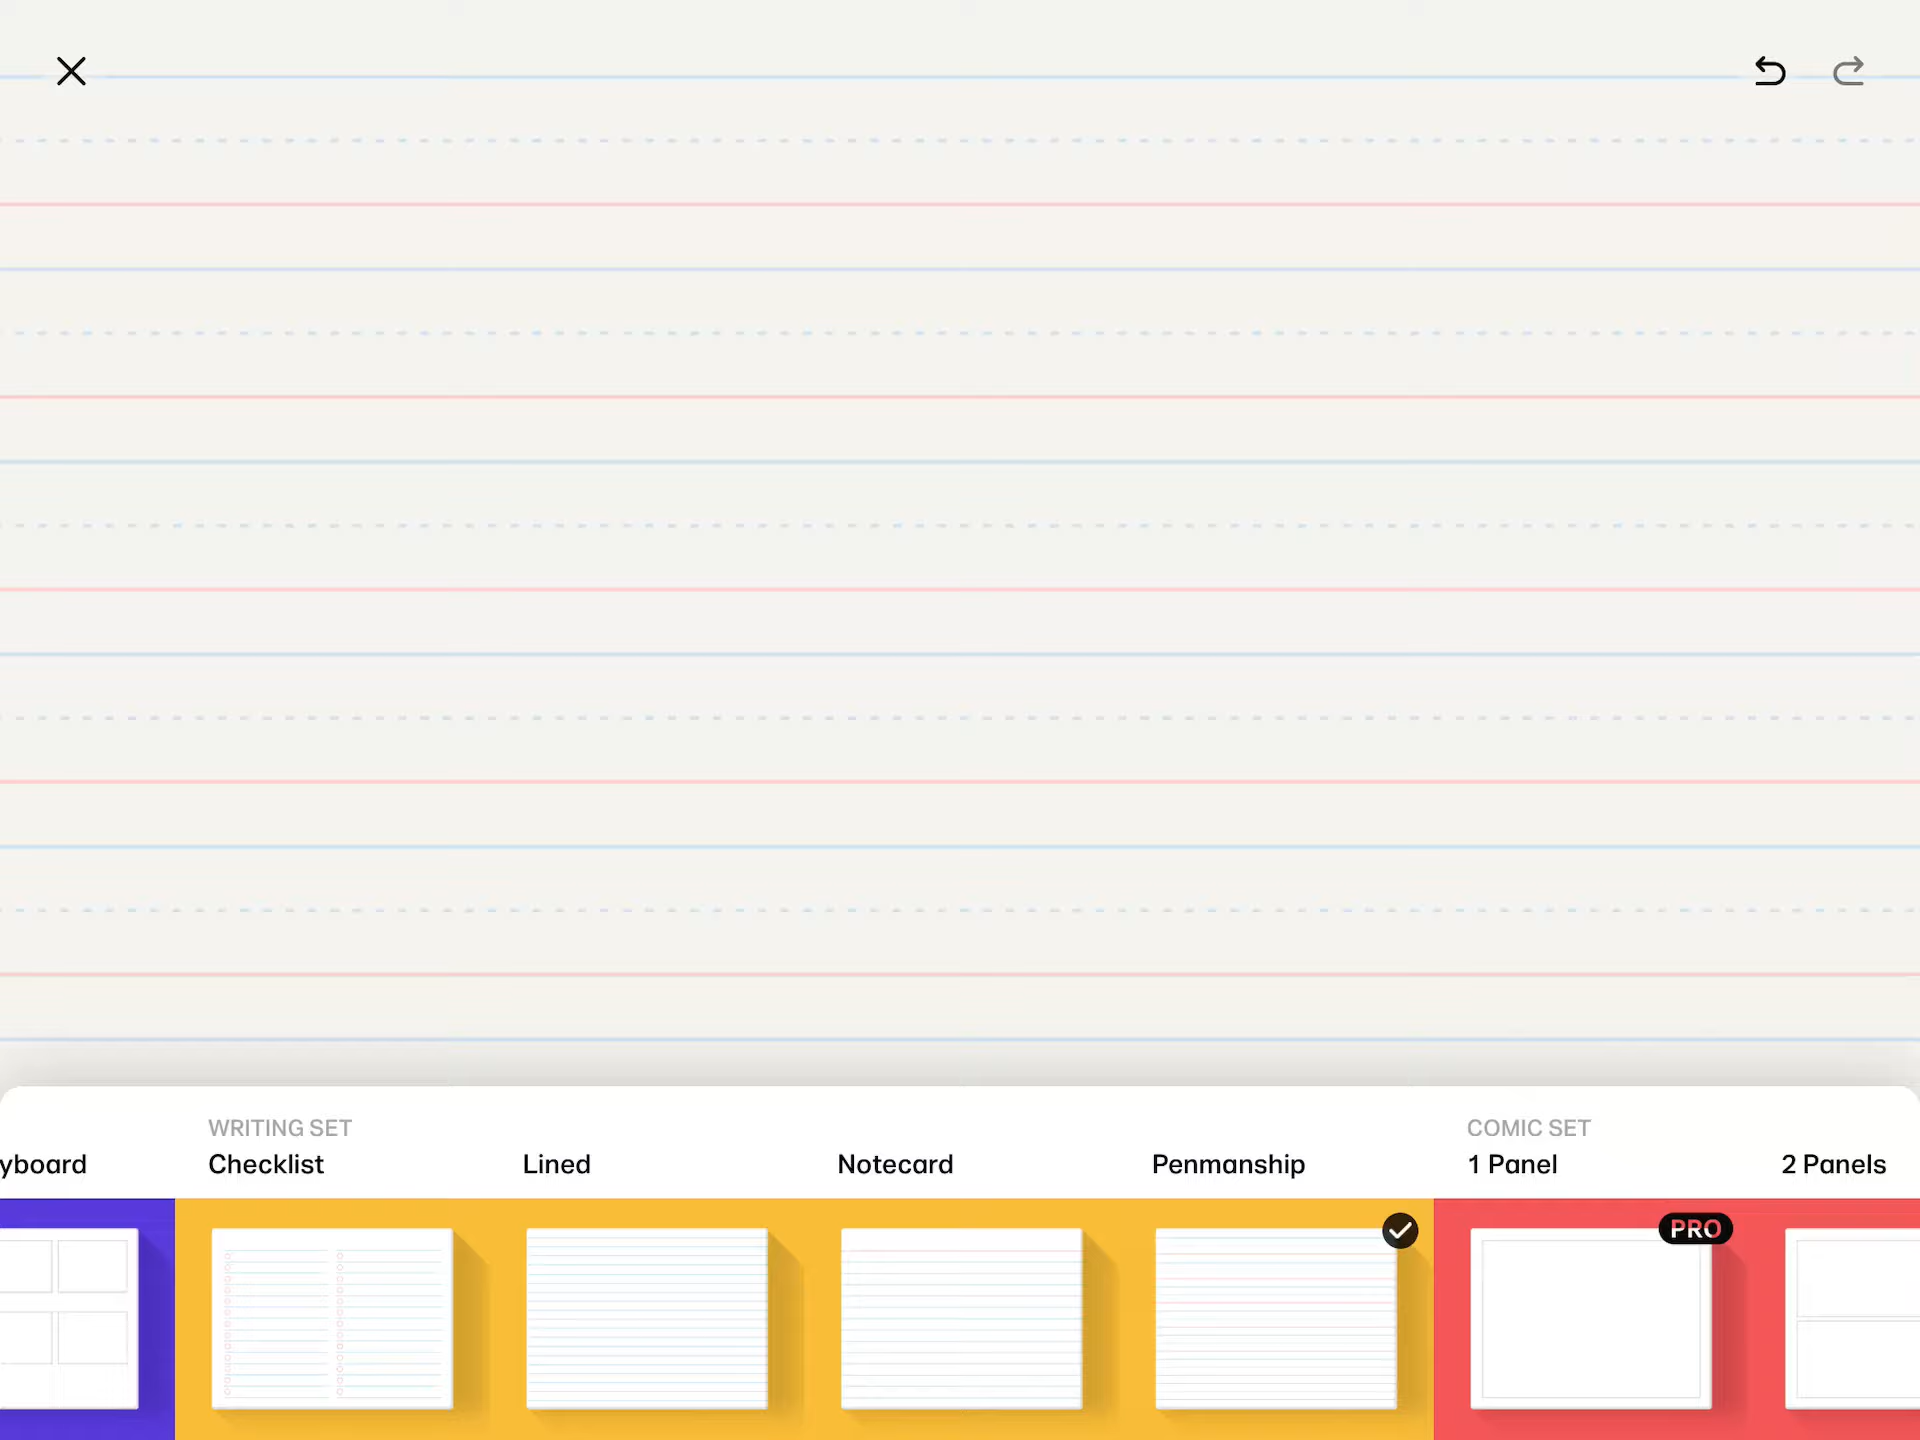 WRITING SET
COMIC SET
yboard
Checklist
Lined
Notecard
Penmanship
1 Panel
2 Panels
PRO